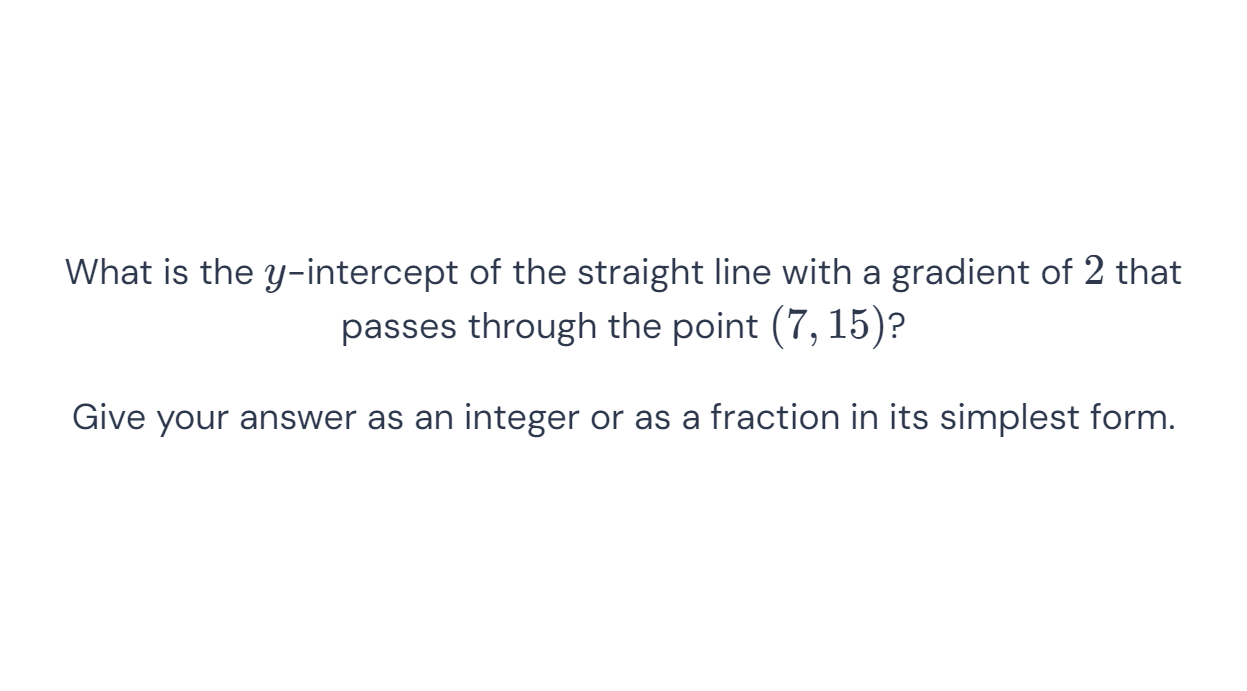 What is the y-intercept of the straight line with a gradient of 2 that
passes through the point (7, 15)?
Give your answer as an integer or as a fraction in its simplest form.